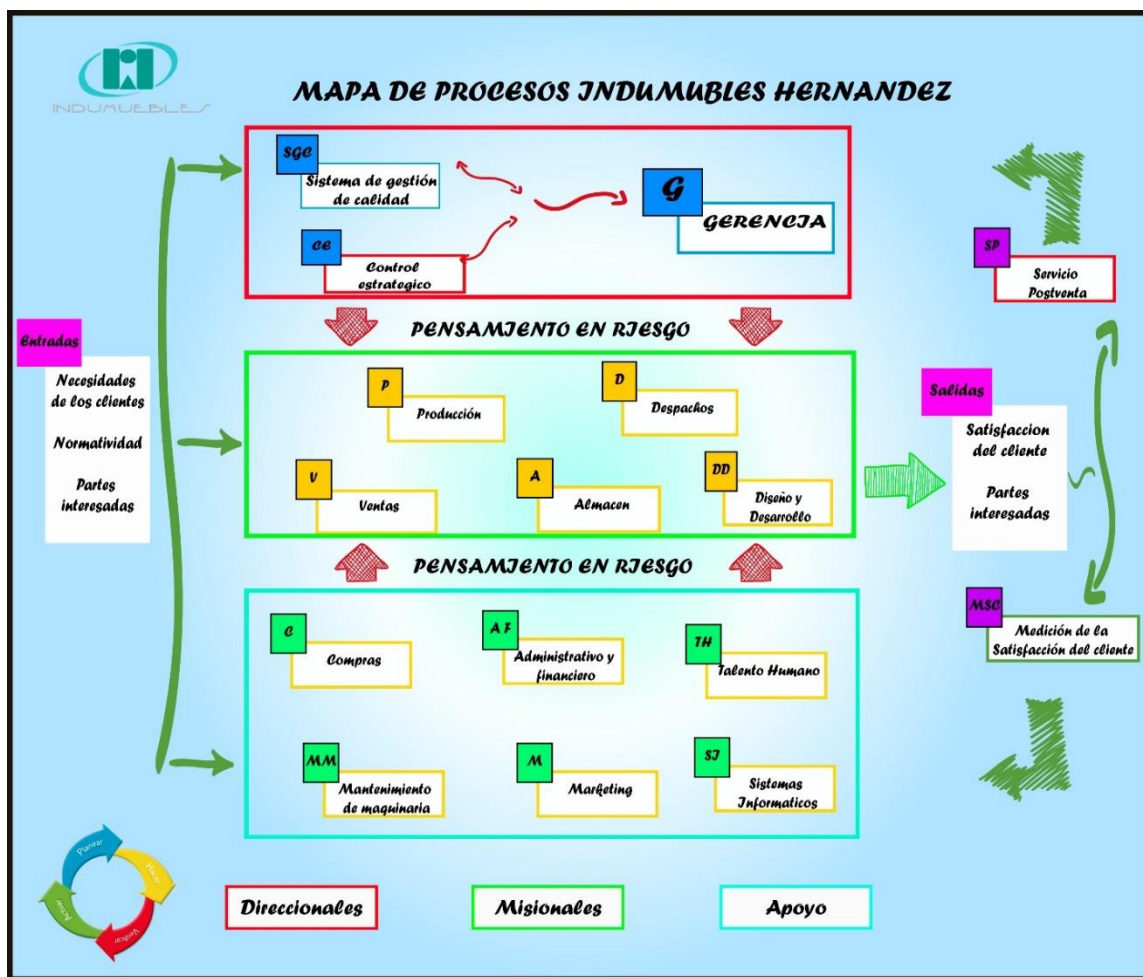 INDUMUEBLES
MAPA DE PROCESOS INDUMUBLES HERNANDEZ
SGC
Sistema de gestión
de calidad
CE
Control
estrategico
G
GERENCIA
SP
Servicio
Postventa
PENSAMIENTO EN RIESGO
Entradas
Necesidades
de los clientes
Normatividad
Partes
interesadas
P
Producción
D
Despachos
V
Ventas
A
Almacen
DD
Diseño y
Desarrollo
Salidas
Satisfaccion
del cliente
Partes
interesadas
PENSAMIENTO EN RIESGO
MSC
Medición de la
Satisfacción del cliente
C
Compras
AF
Administrativo y
financiero
TH
Talento Humano
MM
Mantenimiento
de maquinaria
M
Marketing
SI
Sistemas
Informaticos
Planear
Hacer
Verificar
Actuar
Direccionales
Misionales
Apoyo